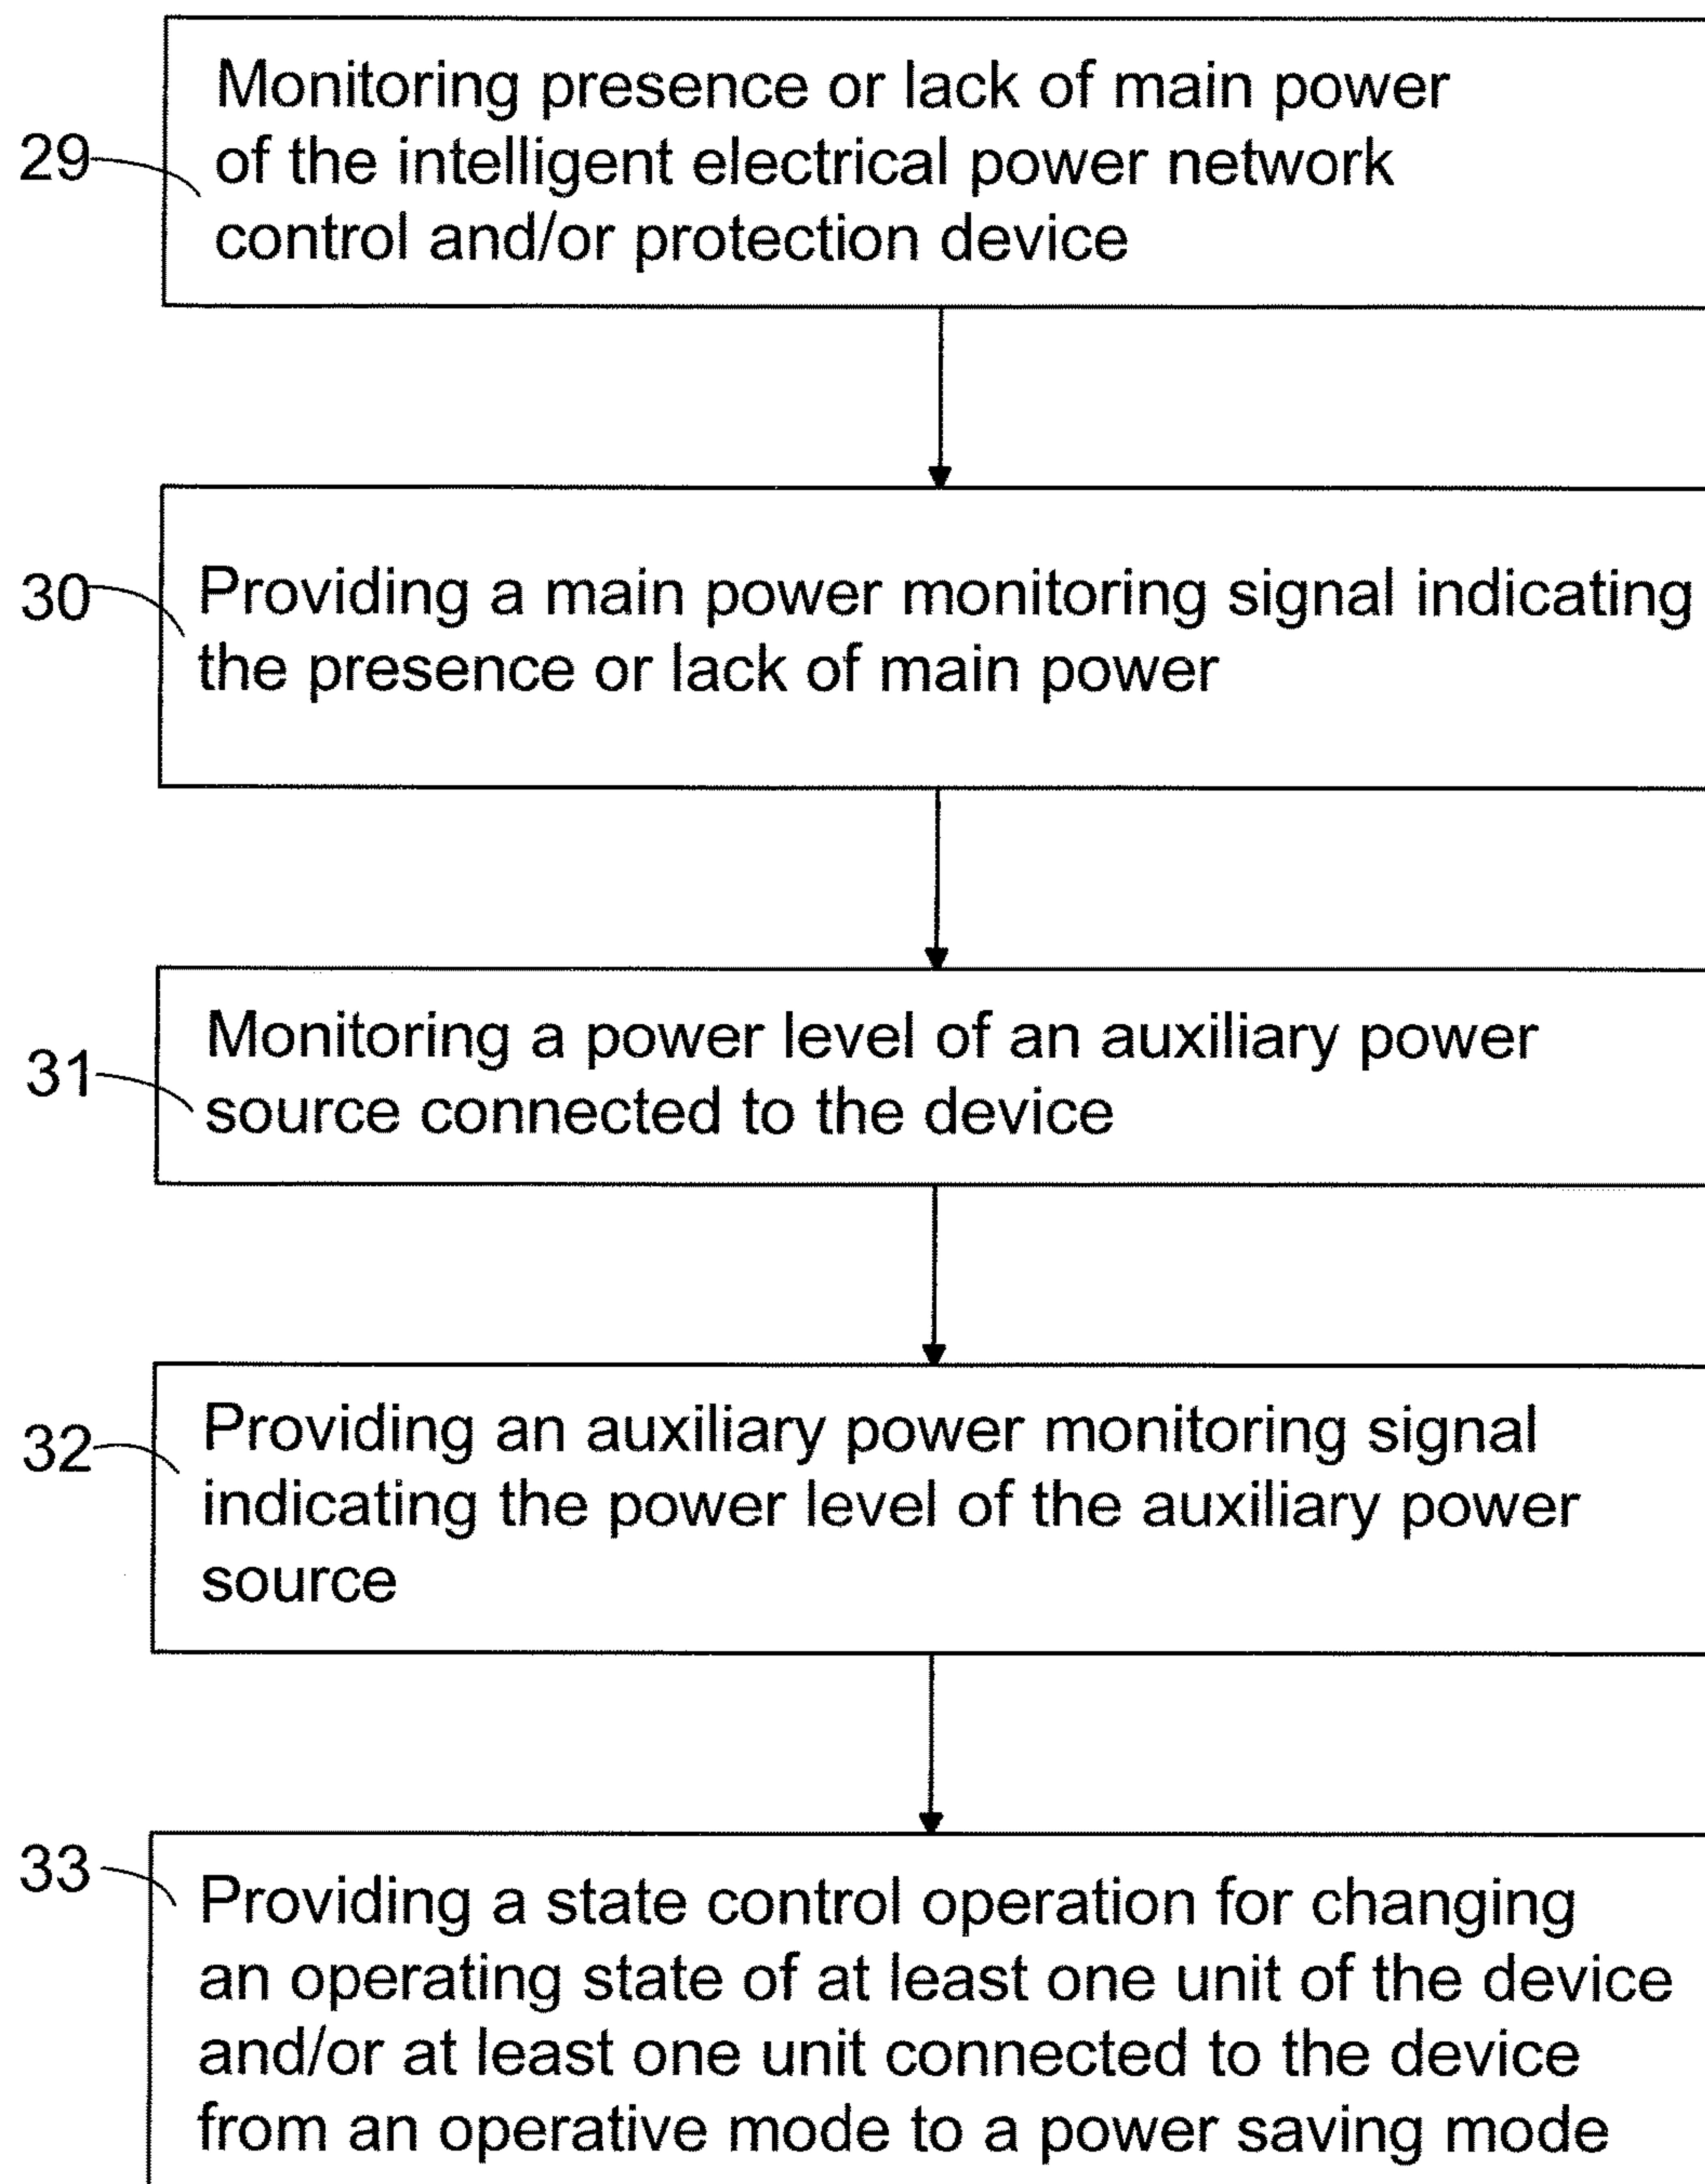 Monitoring presence or lack of main power
of the intelligent electrical power network
control and/or protection device
29
Providing a main power monitoring signal indicating
the presence or lack of main power
30
Monitoring a power level of an auxiliary power
source connected to the device
31
Providing an auxiliary power monitoring signal
indicating the power level of the auxiliary power
source
32
Providing a state control operation for changing
an operating state of at least one unit of the device
and/or at least one unit connected to the device
from an operative mode to a power saving mode
33